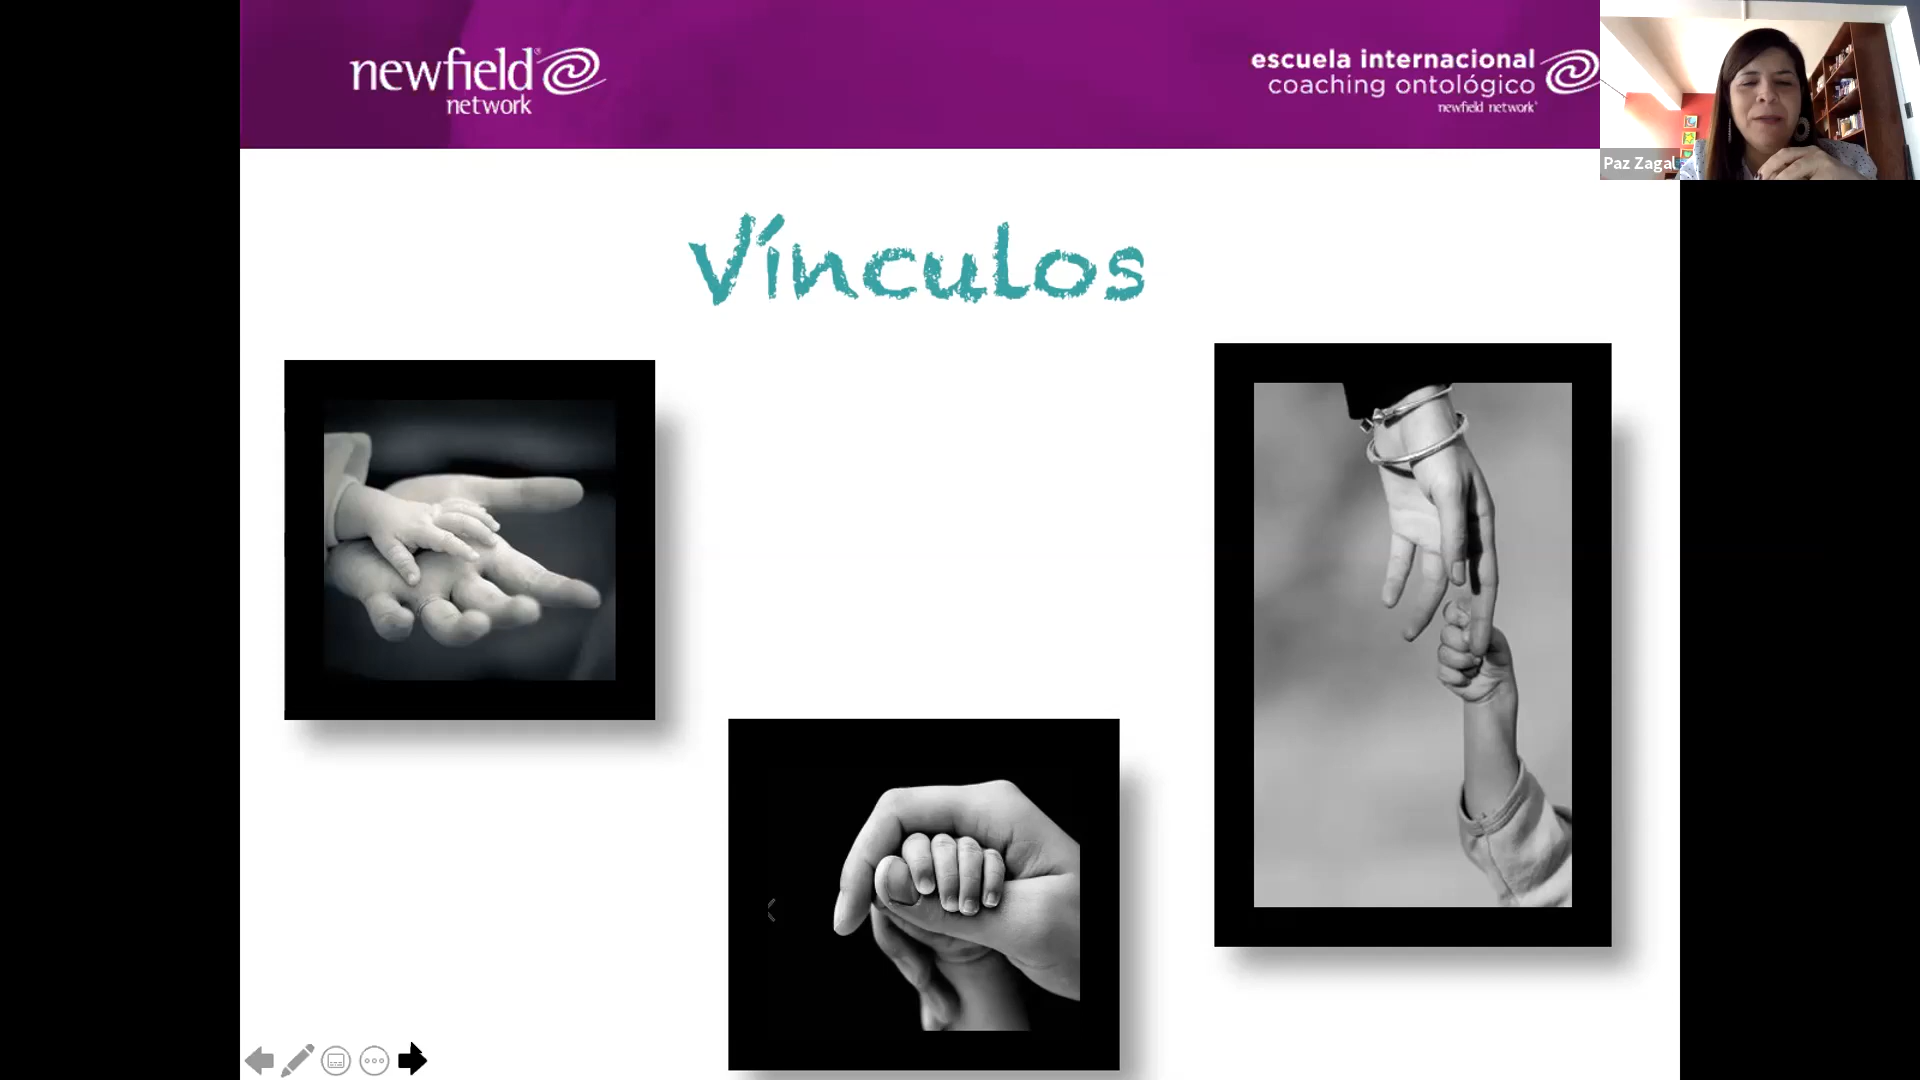 newfield®
network
escuela internacional
coaching ontológico
newfield network®
Paz Zagal
Vínculos